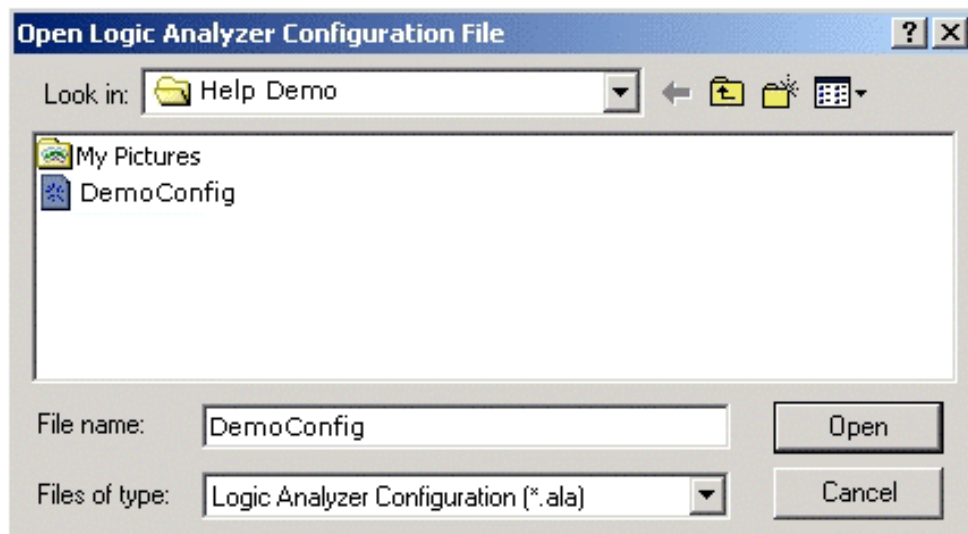 Open Logic Analyzer Configuration File
Look in: Help Demo
My Pictures
DemoConfig
File name: DemoConfig Open
Files of type: Logic Analyzer Configuration (*.ala) Cancel